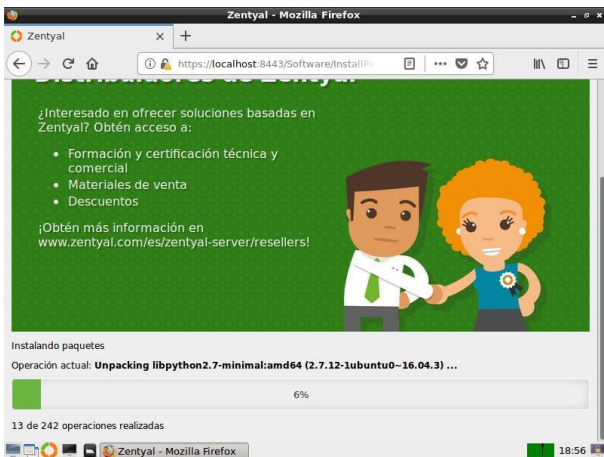 Zentyal - Mozilla Firefox
Zentyal
https://localhost:8443/Software/InstallPk
Distribuidores de Zentyal
¿Interesado en ofrecer soluciones basadas en
Zentyal? Obtén acceso a:
• Formación y certificación técnica y
comercial
• Materiales de venta
• Descuentos
¡Obtén más información en
www.zentyal.com/es/zentyal-server/resellers!
Instalando paquetes
Operación actual: Unpacking libpython2.7-minimal:amd64 (2.7.12-1ubuntu0~16.04.3) ...
6%
13 de 242 operaciones realizadas
Zentyal - Mozilla Firefox
18:56